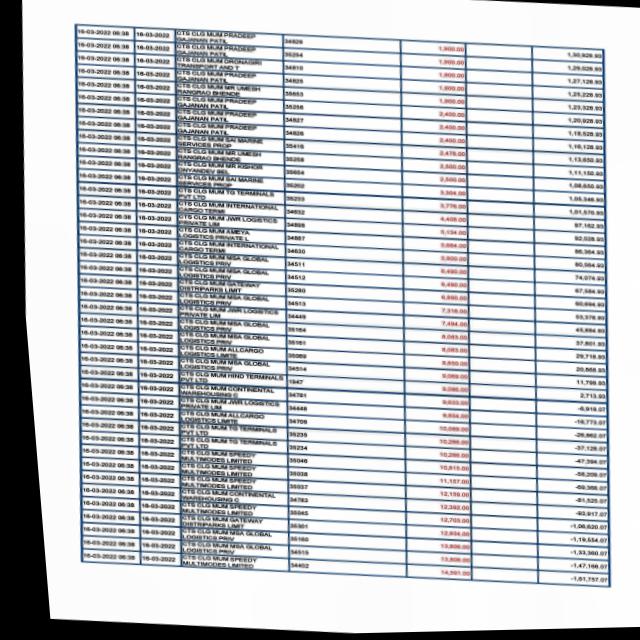 16-03-2022 06:38 16-03-2022 CTS CLG MUM PRADEEP GAJANAN PATIL 34829 1,900.00 1,30,928.93
16-03-2022 06:38 16-03-2022 CTS CLG MUM PRADEEP GAJANAN PATIL 35254 1,900.00 1,29,028.93
16-03-2022 06:38 16-03-2022 CTS CLG MUM DRONAGIRI TRANSPORT AND T 34810 1,900.00 1,27,128.93
16-03-2022 06:38 16-03-2022 CTS CLG MUM PRADEEP GAJANAN PATIL 34825 1,900.00 1,25,228.93
16-03-2022 06:38 16-03-2022 CTS CLG MUM MR UMESH RANGRAO BHENDE 1,900.00 1,23,328.93
16-03-2022 06:38 16-03-2022 CTS CLG MUM PRADEEP GAJANAN PATIL 35256 2,400.00 1,20,928.93
16-03-2022 06:38 16-03-2022 CTS CLG MUM PRADEEP GAJANAN PATIL 34827 2,400.00 1,18,528.93
16-03-2022 06:38 16-03-2022 CTS CLG MUM PRADEEP GAJANAN PATIL 34826 2,400.00 1,16,128.93
16-03-2022 06:38 16-03-2022 CTS CLG MUM SAI MARINE SERVICES PROP 2,476.00 1,13,652.93
16-03-2022 06:38 16-03-2022 CTS CLG MUM MR UMESH RANGRAO BHENDE 2,500.00
16-03-2022 06:38 16-03-2022 CTS CLG MUM MR KISHOR DNYANDEV BEL 2,500.00
16-03-2022 06:38 16-03-2022 CTS CLG MUM SAI MARINE SERVICES PROP 35202 3,304.00
16-03-2022 06:38 16-03-2022 CTS CLG MUM TG TERMINALS PVT LTD 35233 3,776.00 1,01,570.93
16-03-2022 06:38 16-03-2022 CTS CLG MUM INTERNATIONAL CARGO TERMI 34632 4,408.00 97,162.93
16-03-2022 06:38 16-03-2022 CTS CLG MUM JWR LOGISTICS PRIVATE LIM 5,134.00 92,028.93
16-03-2022 06:38 16-03-2022 CTS CLG MUM AMEYA LOGISTICS PRIVATE L 34867 5,664.00 86,364.93
16-03-2022 06:38 16-03-2022 CTS CLG MUM INTERNATIONAL CARGO TERMI 34630 5,800.00 80,564.93
16-03-2022 06:38 16-03-2022 CTS CLG MUM MSA GLOBAL LOGISTICS PRIV 34511 6,490.00 74,074.93
16-03-2022 06:38 16-03-2022 CTS CLG MUM MSA GLOBAL LOGISTICS PRIV 34512 6,490.00 67,584.93
16-03-2022 06:38 16-03-2022 CTS CLG MUM GATEWAY DISTRIPARKS LIMIT 35280 6,890.00 60,694.93
16-03-2022 06:38 16-03-2022 CTS CLG MUM MSA GLOBAL LOGISTICS PRIV 34513 7,316.00 53,378.93
16-03-2022 06:38 16-03-2022 CTS CLG MUM JWR LOGISTICS PRIVATE LIM 34449 7,494.00 45,884.93
16-03-2022 06:38 16-03-2022 CTS CLG MUM MSA GLOBAL LOGISTICS PRIV 35164 8,083.00 37,801.93
16-03-2022 06:38 16-03-2022 CTS CLG MUM MSA GLOBAL LOGISTICS PRIV 35161 8,083.00 29,718.93
16-03-2022 06:38 16-03-2022 CTS CLG MUM ALLCARGO LOGISTICS LIMITE 35069 8,850.00 20,868.93
16-03-2022 06:38 16-03-2022 CTS CLG MUM MSA GLOBAL LOGISTICS PRIV 34514 11,799.93
16-03-2022 06:38 16-03-2022 CTS CLG MUM HIND TERMINALS PVT LTD 1947 2,713.93
16-03-2022 06:38 16-03-2022 CTS CLG MUM CONTINENTAL WAREHOUSING C 34781 -6,919.07
16-03-2022 06:38 16-03-2022 CTS CLG MUM JWR LOGISTICS PRIVATE LIM 34448 -16,773.07
16-03-2022 06:38 16-03-2022 CTS CLG MUM ALLCARGO LOGISTICS LIMITE 34709 -26,862.07
16-03-2022 06:38 16-03-2022 CTS CLG MUM TG TERMINALS PVT LTD 35235 10,266.00 -37,128.07
16-03-2022 06:38 16-03-2022 CTS CLG MUM TG TERMINALS PVT LTD 35234 10,266.00 -47,394.07
16-03-2022 06:38 16-03-2022 CTS CLG MUM SPEEDY MULTIMODES LIMITED 35046 10,815.00 -58,209.07
16-03-2022 06:38 16-03-2022 CTS CLG MUM SPEEDY MULTIMODES LIMITED 35038 11,157.00 -69,366.07
16-03-2022 06:38 16-03-2022 CTS CLG MUM SPEEDY MULTIMODES LIMITED 35037 12,159.00 -81,525.07
16-03-2022 06:38 16-03-2022 CTS CLG MUM CONTINENTAL WAREHOUSING C 34783 12,392.00 -93,917.07
16-03-2022 06:38 16-03-2022 CTS CLG MUM SPEEDY MULTIMODES LIMITED 35045 12,703.00 -1,06,620.07
16-03-2022 06:38 16-03-2022 CTS CLG MUM GATEWAY DISTRIPARKS LIMIT 35301 12,934.00 -1,19,554.07
16-03-2022 06:38 16-03-2022 CTS CLG MUM MSA GLOBAL LOGISTICS PRIV 35160 13,806.00 -1,33,360.07
16-03-2022 06:38 16-03-2022 CTS CLG MUM MSA GLOBAL LOGISTICS PRIV 34515 13,806.00 -1,47,166.07
16-03-2022 06:38 16-03-2022 CTS CLG MUM SPEEDY MULTIMODES LIMITED 34402 14,591.00 -1,61,757.07